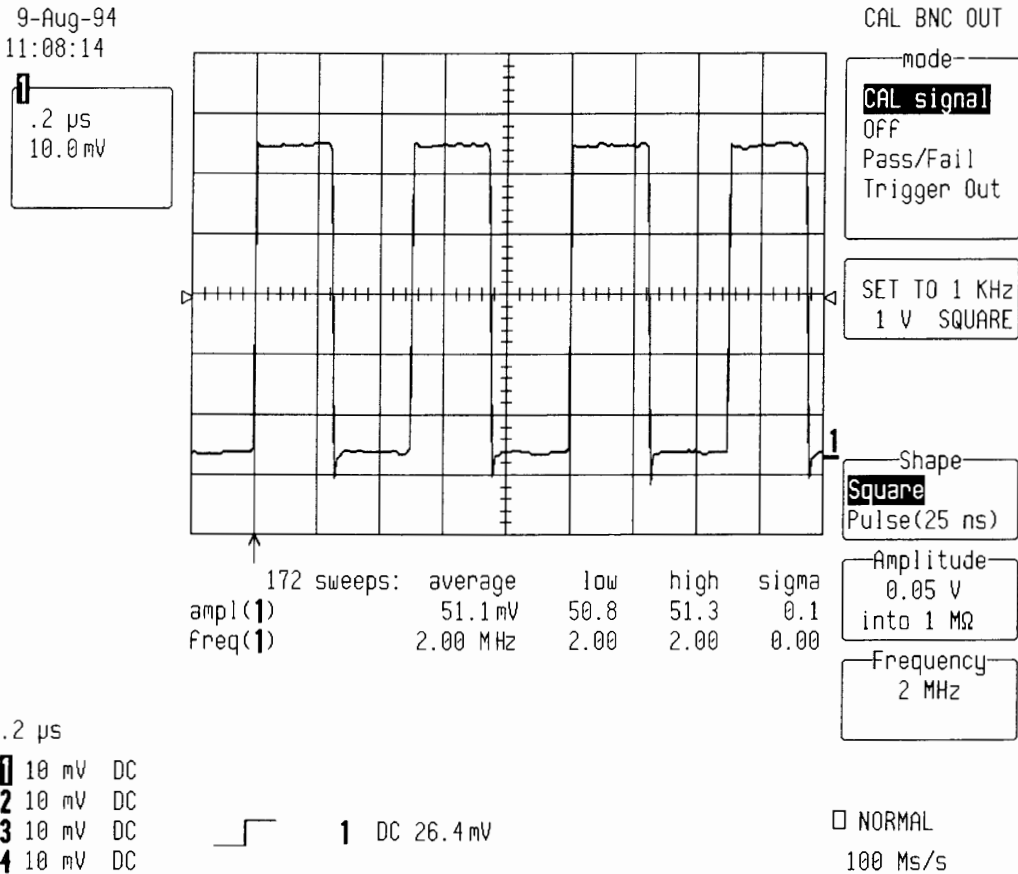 9-Aug-94
11:08:14
1
.2 µs
10.0 mV
CAL BNC OUT
mode
CAL signal
Off
Pass/Fail
Trigger Out
SET TO 1 KHz
1 V SQUARE
1
Shape
Square
Pulse(25 ns)
Amplitude
0.05 V
into 1 MΩ
Frequency
2 MHz
172 sweeps: average low high sigma
ampl(1) 51.1 mV 50.8 51.3 0.1
freq(1) 2.00 MHz 2.00 2.00 0.00
.2 µs
1 10 mV DC
2 10 mV DC
3 10 mV DC
4 10 mV DC
1 DC 26.4 mV
□ NORMAL
100 Ms/s